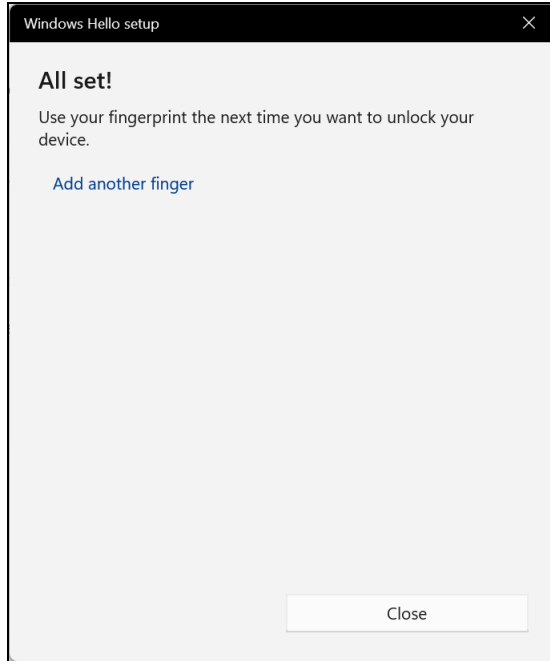 Windows Hello setup
All set!
Use your fingerprint the next time you want to unlock your
device.
Add another finger
Close